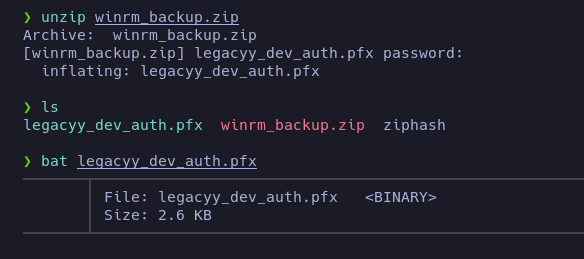 ❯ unzip winrm_backup.zip
Archive:  winrm_backup.zip
[winrm_backup.zip] legacyy_dev_auth.pfx password:
  inflating: legacyy_dev_auth.pfx
❯ ls
legacyy_dev_auth.pfx  winrm_backup.zip  ziphash
❯ bat legacyy_dev_auth.pfx
File: legacyy_dev_auth.pfx   <BINARY>
Size: 2.6 KB